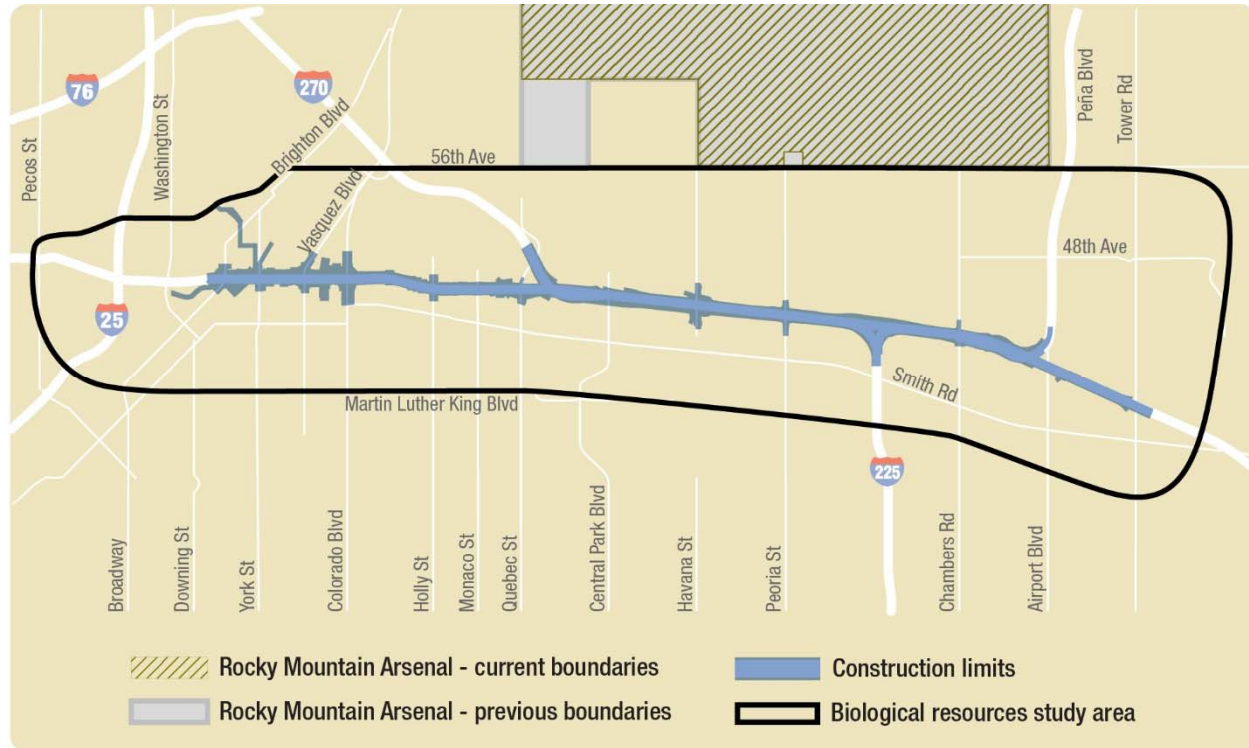 76
270
Pecos St
Washington St
Brighton Blvd
Vasquez Blvd
56th Ave
Peña Blvd
Tower Rd
48th Ave
25
Martin Luther King Blvd
Smith Rd
225
Broadway
Downing St
York St
Colorado Blvd
Holly St
Monaco St
Quebec St
Central Park Blvd
Havana St
Peoria St
Chambers Rd
Airport Blvd
Rocky Mountain Arsenal - current boundaries
Construction limits
Rocky Mountain Arsenal - previous boundaries
Biological resources study area